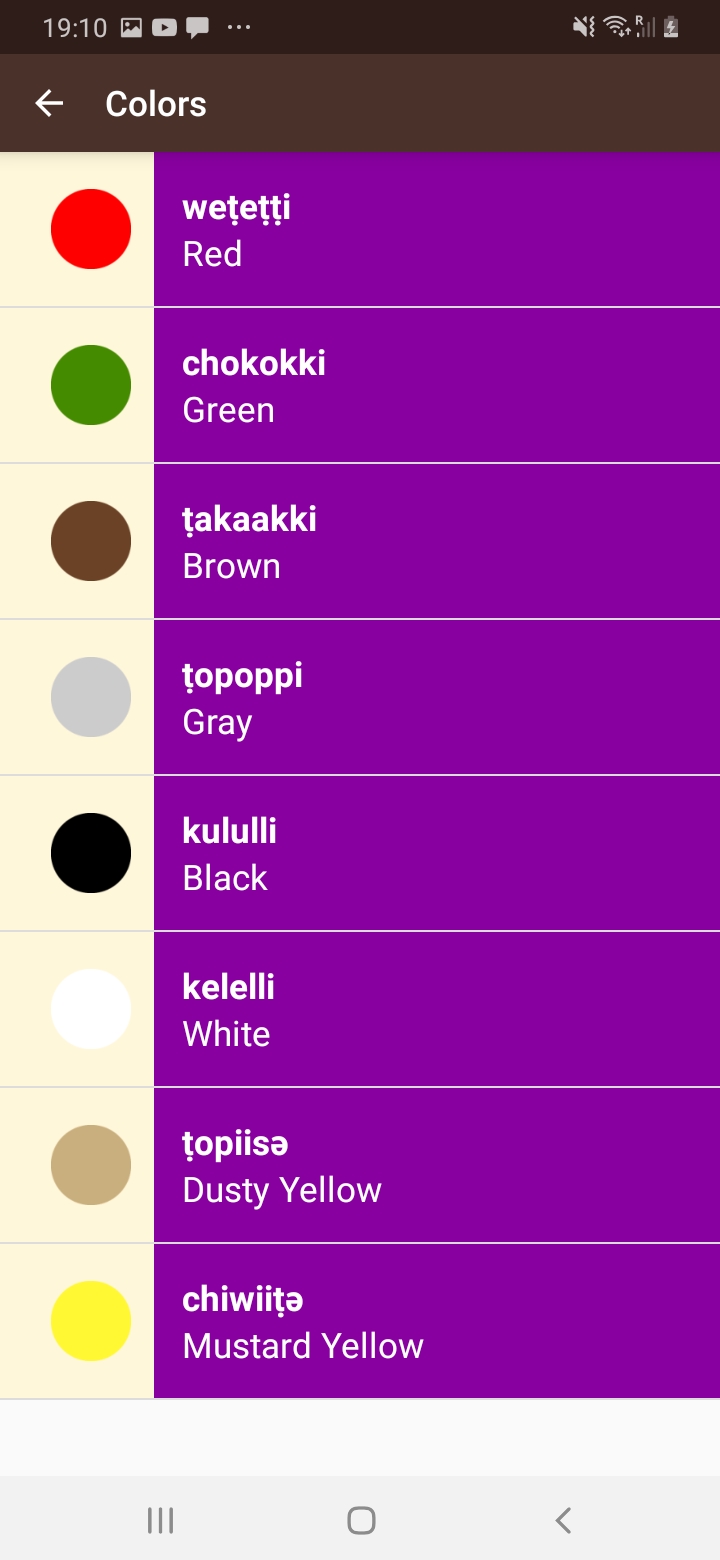 19:10
R
Colors
weṭeṭṭi
Red
chokokki
Green
ṭakaakki
Brown
ṭopoppi
Gray
kululli
Black
kelelli
White
ṭopiisə
Dusty Yellow
chiwiiṭə
Mustard Yellow